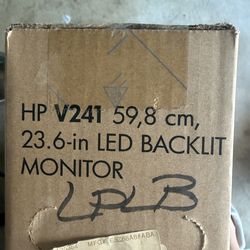 HP V241 59,8 cm,
23.6-in LED BACKLIT
MONITOR
LPLB